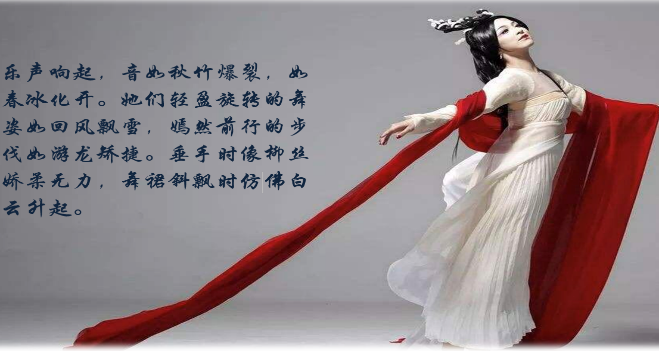 乐声响起，音如秋竹爆裂，如
春冰化开。她们轻盈旋转的舞
姿如回风飘雪，嫣然前行的步
伐如游龙矫捷。垂手时像柳丝
娇柔无力，舞裙斜飘时仿佛白
云升起。